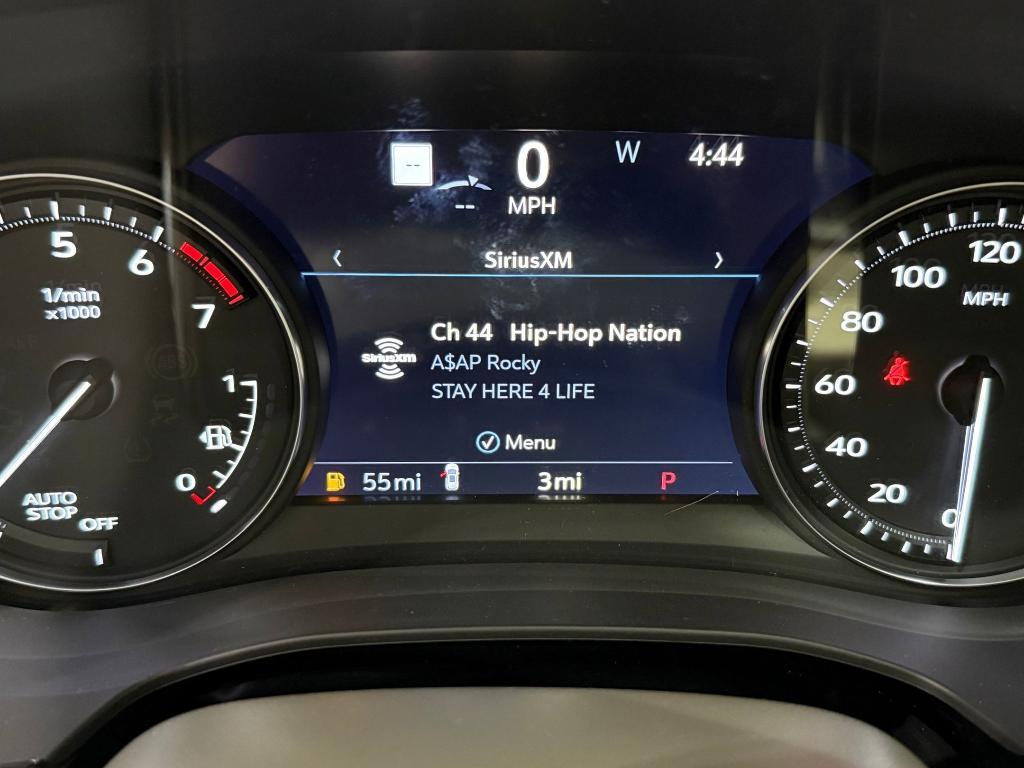 --
0
MPH
--
W
4:44
SiriusXM
SiriusXM
Ch 44 Hip-Hop Nation
A$AP Rocky
STAY HERE 4 LIFE
Menu
55mi
3mi
P
5
6
7
1/min
x1000
1
0
AUTO
STOP
OFF
120
100
MPH
80
60
40
20
0